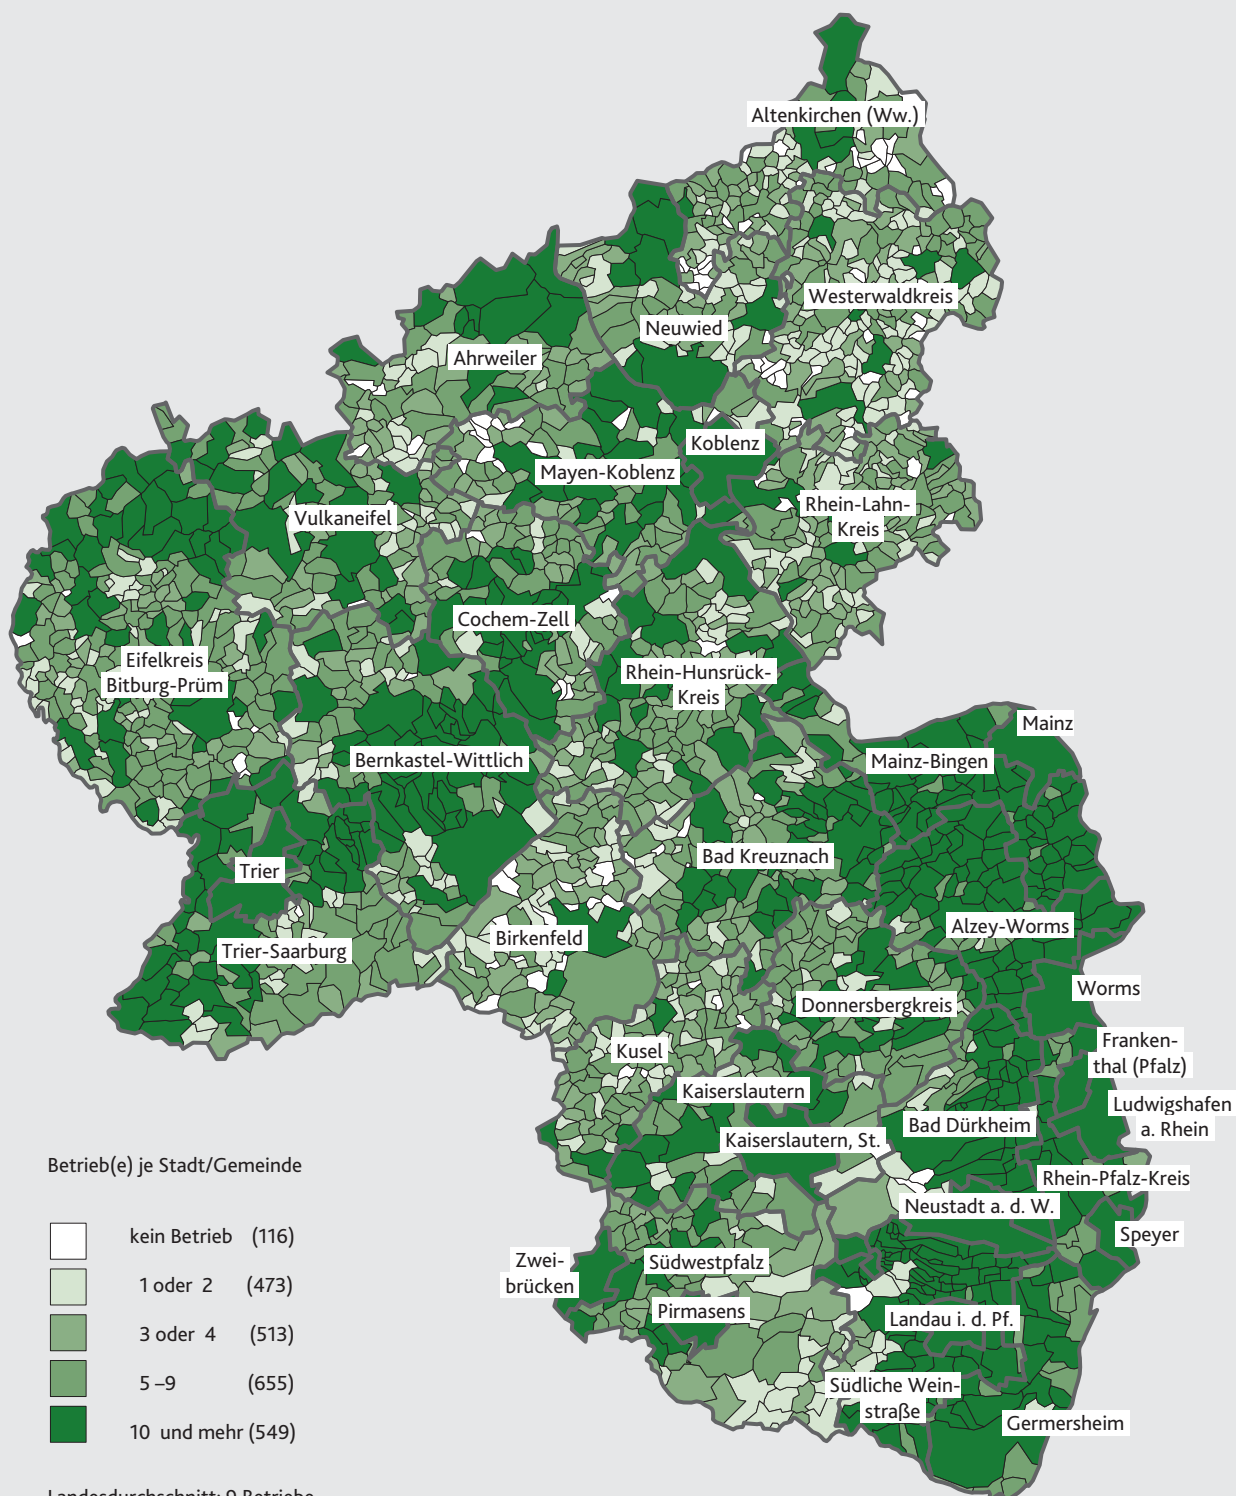 Altenkirchen (Ww.)
Westerwaldkreis
Neuwied
Ahrweiler
Koblenz
Mayen-Koblenz
Rhein-Lahn-
Kreis
Vulkaneifel
Cochem-Zell
Eifelkreis
Bitburg-Prüm
Rhein-Hunsrück-
Kreis
Mainz
Mainz-Bingen
Bernkastel-Wittlich
Bad Kreuznach
Trier
Alzey-Worms
Birkenfeld
Trier-Saarburg
Worms
Donnersbergkreis
Kusel
Franken-
thal (Pfalz)
Kaiserslautern
Ludwigshafen
a. Rhein
Bad Dürkheim
Kaiserslautern, St.
Rhein-Pfalz-Kreis
Neustadt a. d. W.
Speyer
Zwei-
brücken
Südwestpfalz
Pirmasens
Landau i. d. Pf.
Südliche Wein-
straße
Germersheim
Betrieb(e) je Stadt/Gemeinde
kein Betrieb (116)
1 oder 2 (473)
3 oder 4 (513)
5 –9 (655)
10 und mehr (549)
Landesdurchschnitt: 9 Betriebe